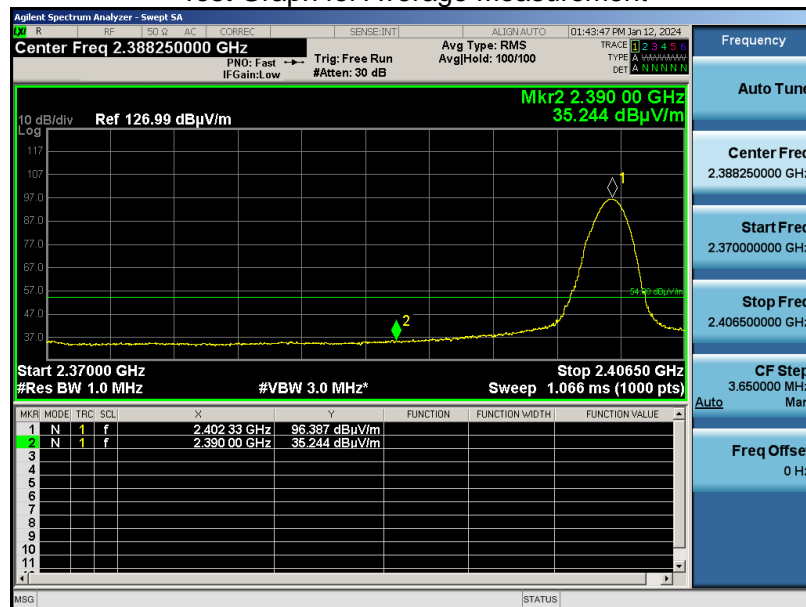 Test Graph for Average Measurement
Agilent Spectrum Analyzer - Swept SA
LXI R RF 50 Ω AC CORREC SENSE:INT ALIGN AUTO 01:43:47 PM Jan 12, 2024
Center Freq 2.388250000 GHz
PNO: Fast
IFGain:Low
Trig: Free Run
#Atten: 30 dB
Avg Type: RMS
Avg|Hold: 100/100
TRACE 1 2 3 4 5 6
TYPE A WWWWW
DET A N N N N N
Mkr2 2.390 00 GHz
35.244 dBµV/m
10 dB/div Ref 126.99 dBµV/m
Log
117
107
97.0
87.0
77.0
67.0
57.0
47.0
37.0
1
2
54.00 dBµV/m
Start 2.37000 GHz Stop 2.40650 GHz
#Res BW 1.0 MHz #VBW 3.0 MHz* Sweep 1.066 ms (1000 pts)
MKR MODE TRC SCL X Y FUNCTION FUNCTION WIDTH FUNCTION VALUE
1 N 1 f 2.402 33 GHz 96.387 dBµV/m
2 N 1 f 2.390 00 GHz 35.244 dBµV/m
3
4
5
6
7
8
9
10
11
MSG STATUS
Frequency
Auto Tune
Center Freq
2.388250000 GHz
Start Freq
2.370000000 GHz
Stop Freq
2.406500000 GHz
CF Step
3.650000 MHz
Auto Man
Freq Offset
0 Hz